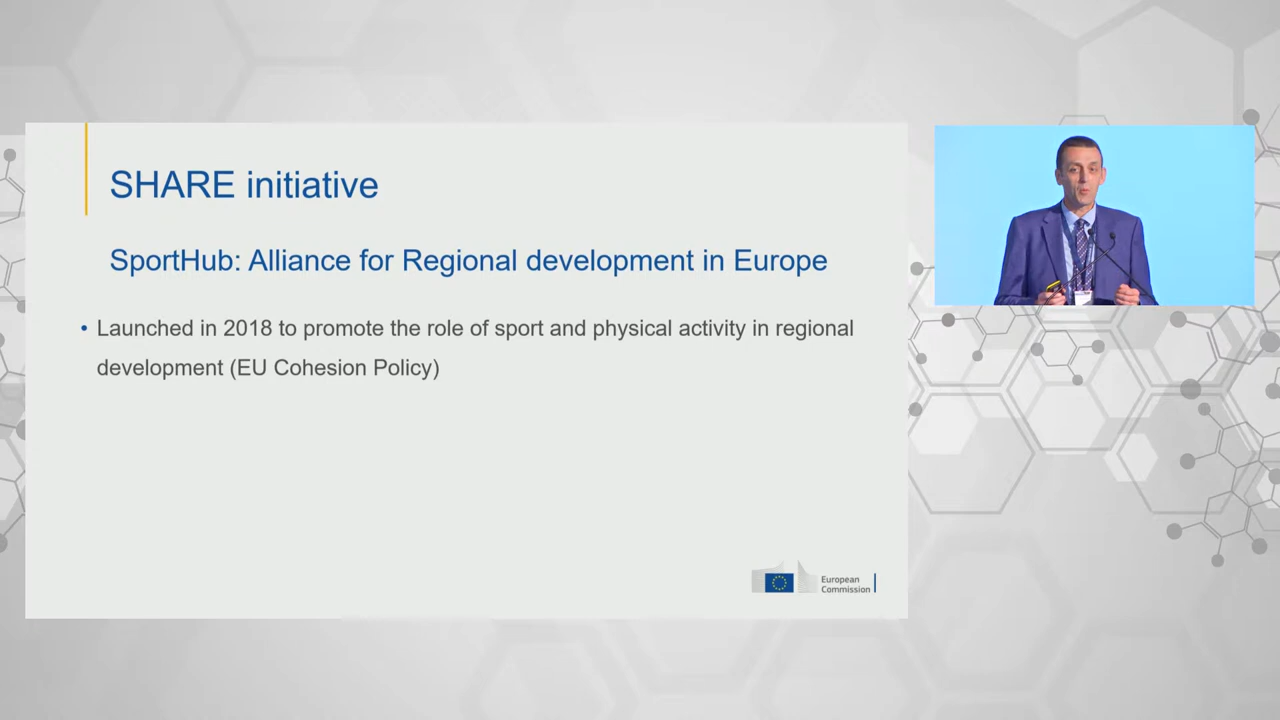 SHARE initiative
SportHub: Alliance for Regional development in Europe
• Launched in 2018 to promote the role of sport and physical activity in regional
development (EU Cohesion Policy)
European
Commission